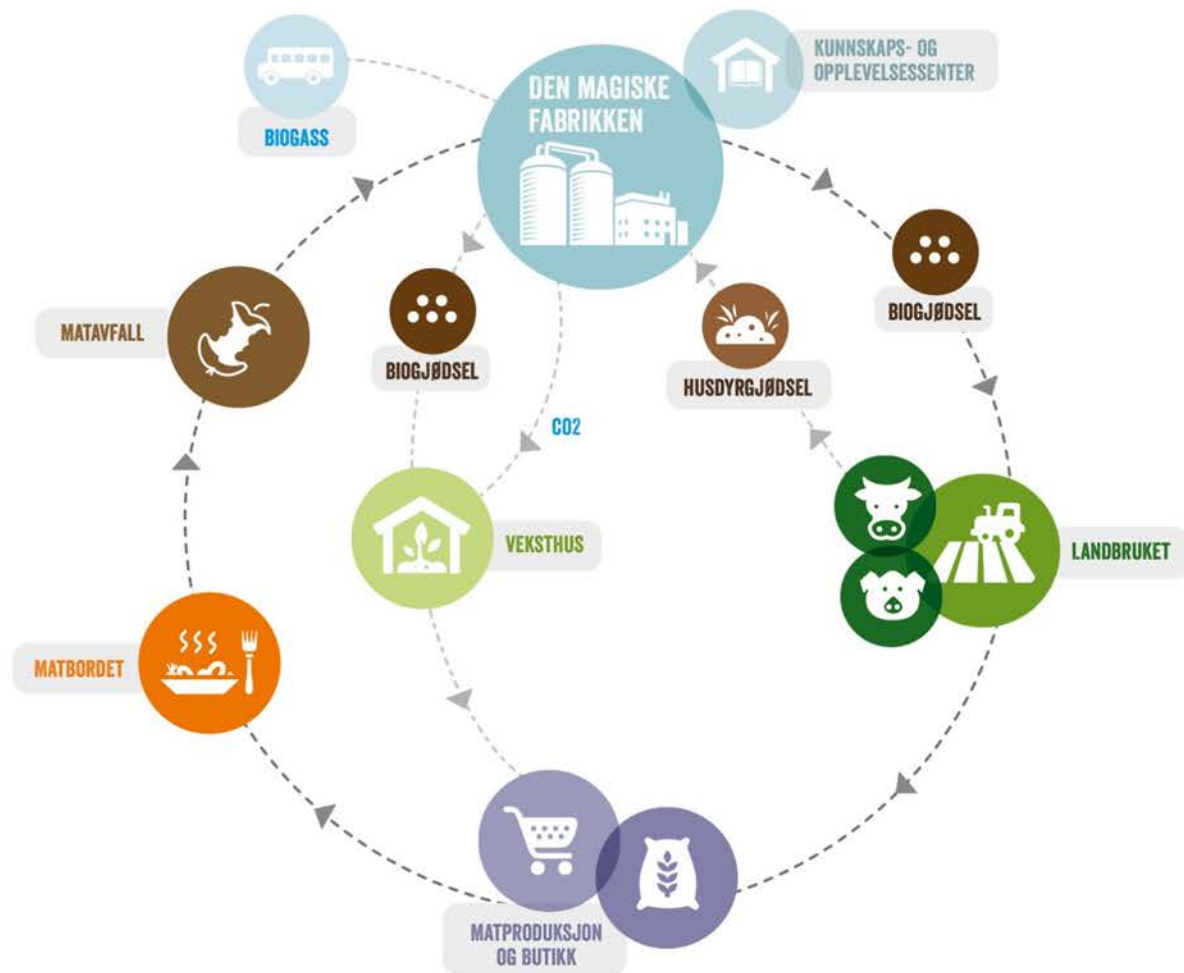 DEN MAGISKE
FABRIKKEN
KUNNSKAPS- OG
OPPLEVELSESSENTER
BIOGASS
BIOGJØDSEL
MATAVFALL
BIOGJØDSEL
HUSDYRGJØDSEL
CO2
VEKSTHUS
LANDBRUKET
MATBORDET
MATPRODUKSJON
OG BUTIKK